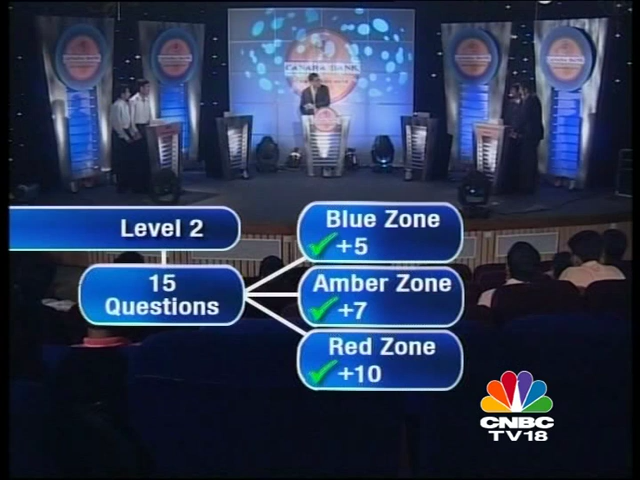 CANARA BANK
Level 2
15
Questions
Blue Zone
+5
Amber Zone
+7
Red Zone
+10
CNBC
TV18